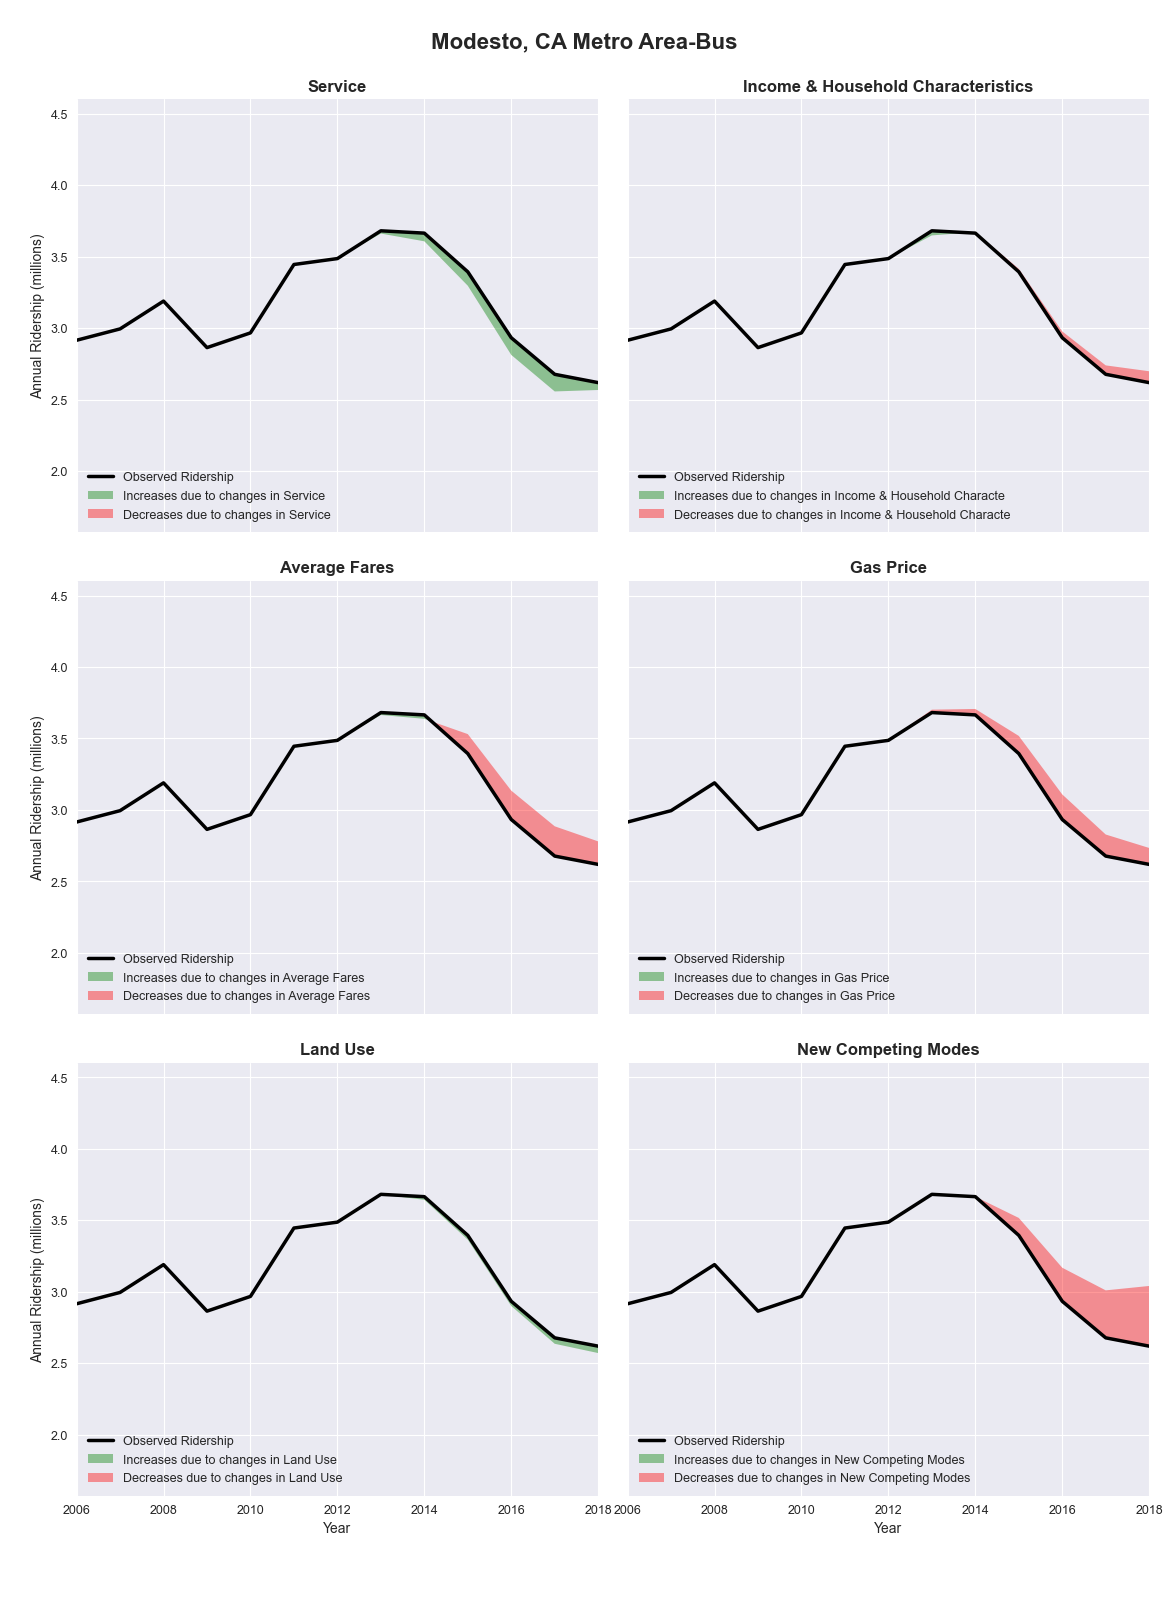 Modesto, CA Metro Area-Bus
Service
Income & Household Characteristics
4.5
4.0
3.5
3.0
2.5
2.0
Annual Ridership (millions)
Observed Ridership
Increases due to changes in Service
Decreases due to changes in Service
Observed Ridership
Increases due to changes in Income & Household Characte
Decreases due to changes in Income & Household Characte
Average Fares
Gas Price
4.5
4.0
3.5
3.0
2.5
2.0
Annual Ridership (millions)
Observed Ridership
Increases due to changes in Average Fares
Decreases due to changes in Average Fares
Observed Ridership
Increases due to changes in Gas Price
Decreases due to changes in Gas Price
Land Use
New Competing Modes
4.5
4.0
3.5
3.0
2.5
2.0
Annual Ridership (millions)
Observed Ridership
Increases due to changes in Land Use
Decreases due to changes in Land Use
Observed Ridership
Increases due to changes in New Competing Modes
Decreases due to changes in New Competing Modes
2006 2008 2010 2012 2014 2016 2018
2006 2008 2010 2012 2014 2016 2018
Year
Year